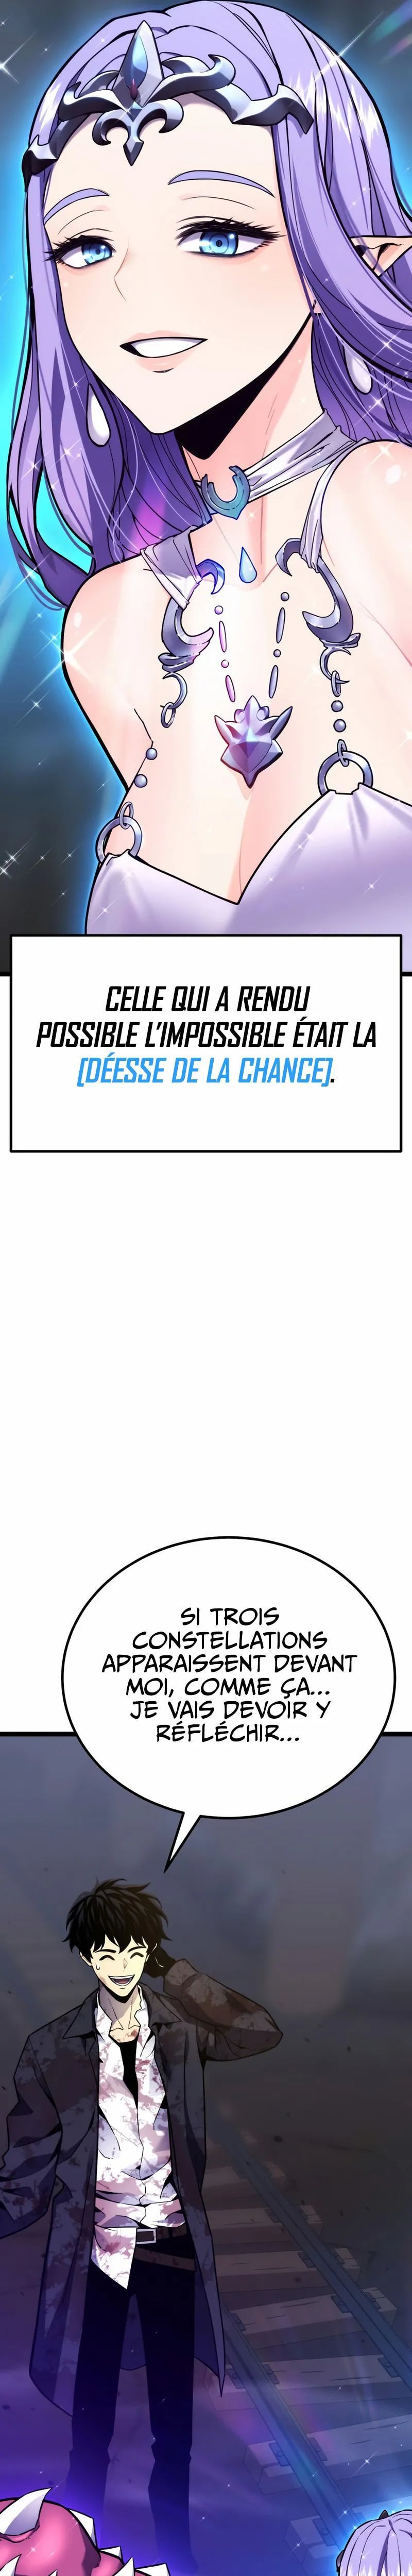 CELLE QUI A RENDU
POSSIBLE L'IMPOSSIBLE ÉTAIT LA
[DÉESSE DE LA CHANCE].
SI TROIS
CONSTELLATIONS
APPARAISSENT DEVANT
MOI, COMME ÇA...
JE VAIS DEVOIR Y
RÉFLÉCHIR...